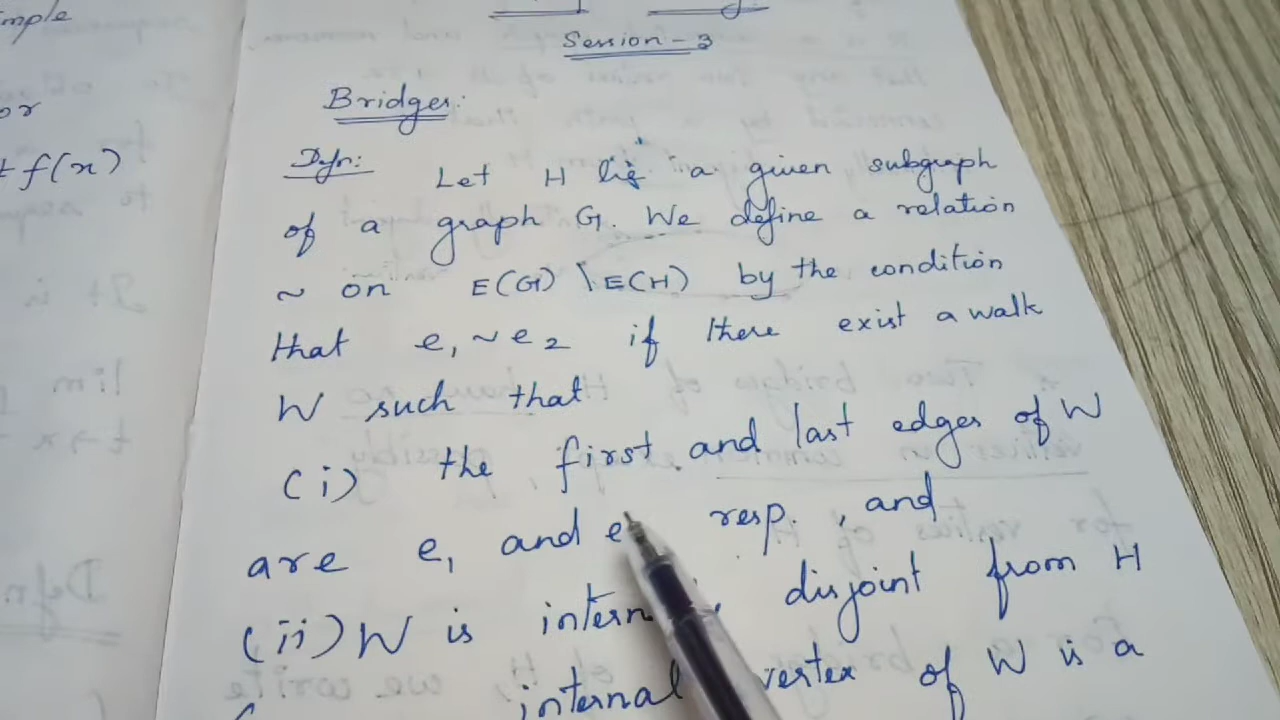 imple
or
f(x)
Session - 3
Bridges:
Defn: Let H a given subgraph
of a graph G. We define a relation
~ on E(G) \ E(H) by the condition
that e₁ ~ e₂ if there exist a walk
W such that
(i) the first and last edges of W
are e₁ and e resp., and
(ii) W is intern disjoint from H
internal vertex of W is a